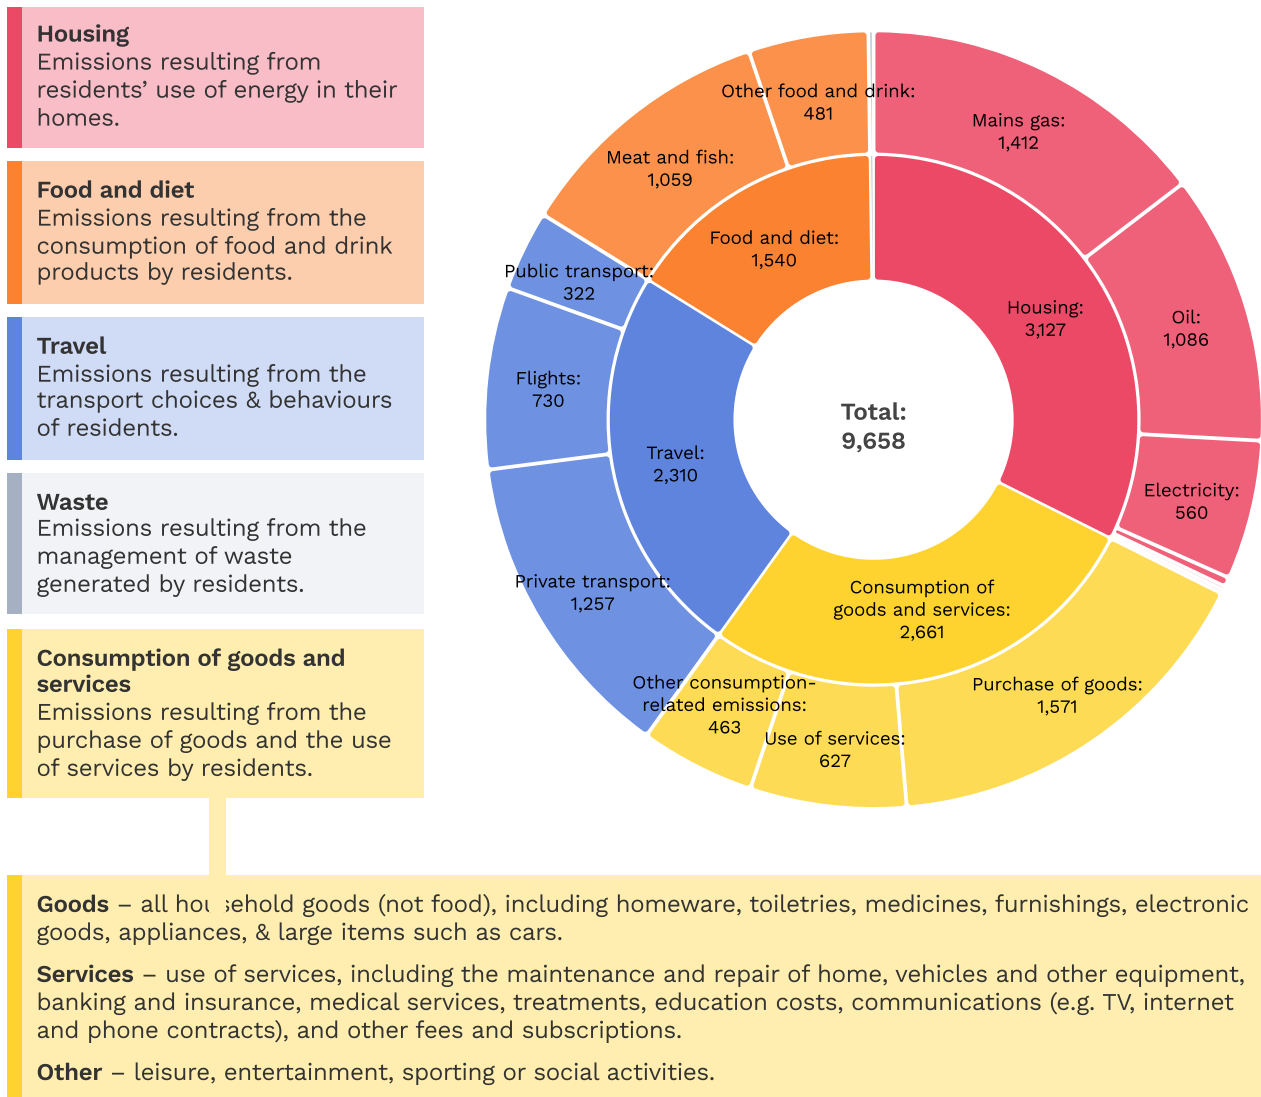 Housing
Emissions resulting from
residents’ use of energy in their
homes.
Food and diet
Emissions resulting from the
consumption of food and drink
products by residents.
Travel
Emissions resulting from the
transport choices & behaviours
of residents.
Waste
Emissions resulting from the
management of waste
generated by residents.
Consumption of goods and
services
Emissions resulting from the
purchase of goods and the use
of services by residents.
Other food and drink:
481
Mains gas:
1,412
Meat and fish:
1,059
Food and diet:
1,540
Public transport:
322
Housing:
3,127
Oil:
1,086
Flights:
730
Total:
9,658
Travel:
2,310
Electricity:
560
Private transport:
1,257
Consumption of
goods and services:
2,661
Other consumption-
related emissions:
463
Purchase of goods:
1,571
Use of services:
627
Goods – all household goods (not food), including homeware, toiletries, medicines, furnishings, electronic
goods, appliances, & large items such as cars.
Services – use of services, including the maintenance and repair of home, vehicles and other equipment,
banking and insurance, medical services, treatments, education costs, communications (e.g. TV, internet
and phone contracts), and other fees and subscriptions.
Other – leisure, entertainment, sporting or social activities.